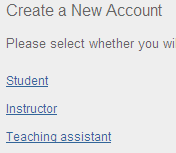 Create a New Account
Please select whether you wi
Student
Instructor
Teaching assistant